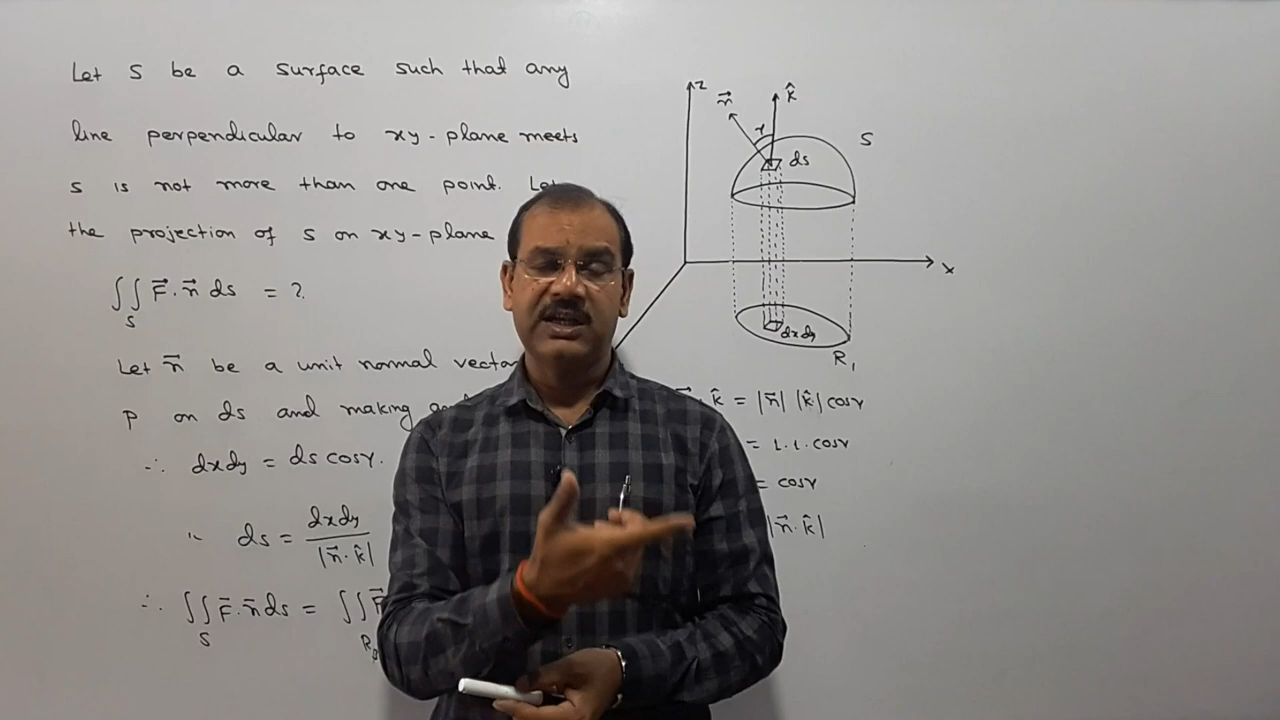 Let S be a surface such that any
line perpendicular to xy-plane meets
S is not more than one point. Let
the projection of S on xy-plane
∬_S F⃗·n⃗ ds = ?
Let n⃗ be a unit normal vector
P on ds and making
∴ dxdy = ds cosγ.
ds = dxdy / |n⃗·k̂|
∴ ∬_S F⃗·n⃗ ds = ∬ F⃗
z
n⃗
k̂
γ
S
ds
x
dxdy
R₁
·k̂ = |n⃗| |k̂| cosγ
= 1.1.cosγ
= cosγ
|n⃗·k̂|